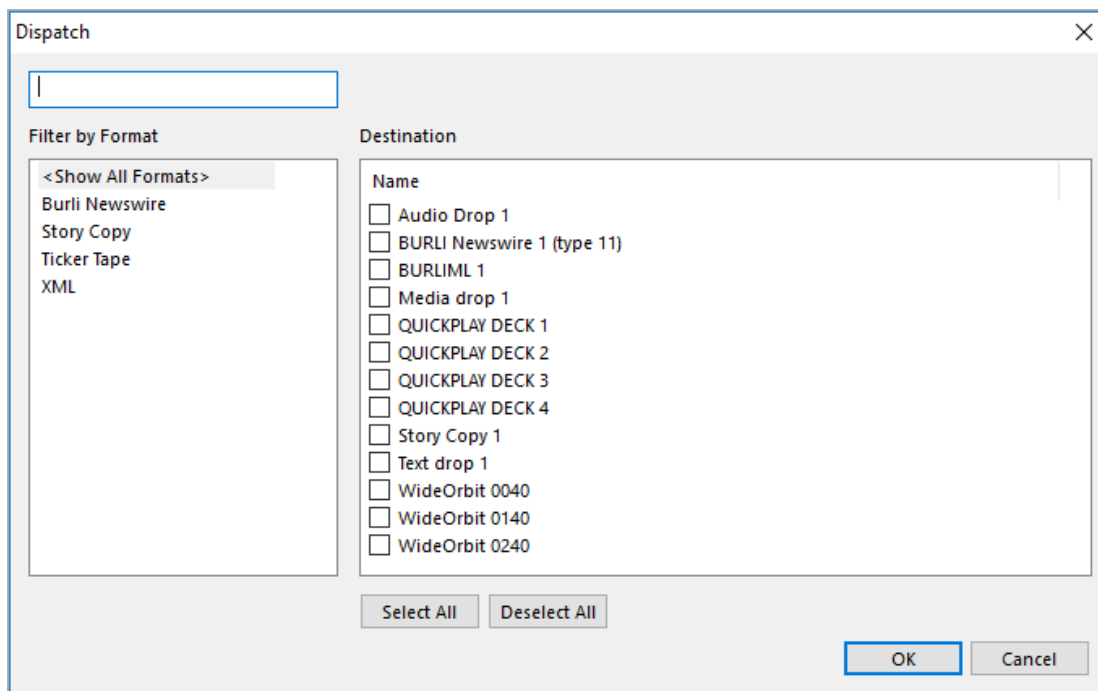 Dispatch
Filter by Format
Destination
<Show All Formats>
Burli Newswire
Story Copy
Ticker Tape
XML
Name
Audio Drop 1
BURLI Newswire 1 (type 11)
BURLIML 1
Media drop 1
QUICKPLAY DECK 1
QUICKPLAY DECK 2
QUICKPLAY DECK 3
QUICKPLAY DECK 4
Story Copy 1
Text drop 1
WideOrbit 0040
WideOrbit 0140
WideOrbit 0240
Select All
Deselect All
OK
Cancel